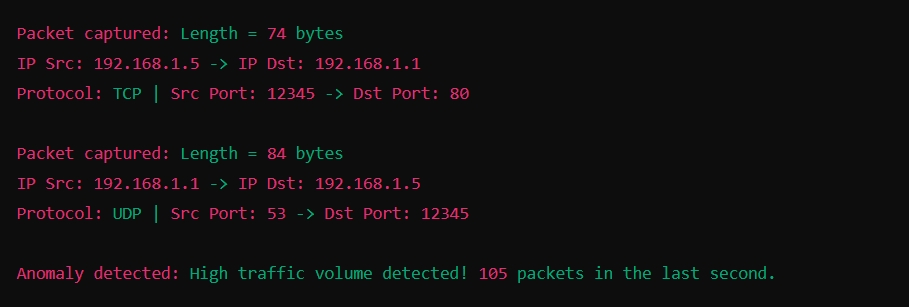 Packet captured: Length = 74 bytes
IP Src: 192.168.1.5 -> IP Dst: 192.168.1.1
Protocol: TCP | Src Port: 12345 -> Dst Port: 80
Packet captured: Length = 84 bytes
IP Src: 192.168.1.1 -> IP Dst: 192.168.1.5
Protocol: UDP | Src Port: 53 -> Dst Port: 12345
Anomaly detected: High traffic volume detected! 105 packets in the last second.